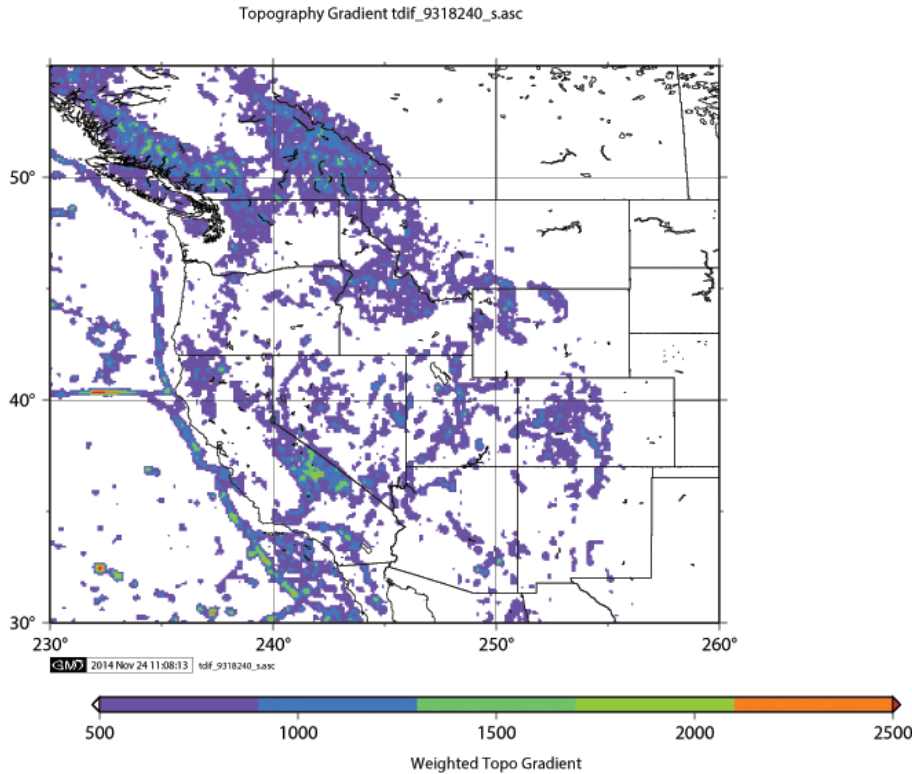 Topography Gradient tdif_9318240_s.asc
50°
40°
30°
230 240 250 260°
GMD 2014 Nov 24 11:08:13 tdif_9318240_s.asc
500 1000 1500 2000 2500
Weighted Topo Gradient